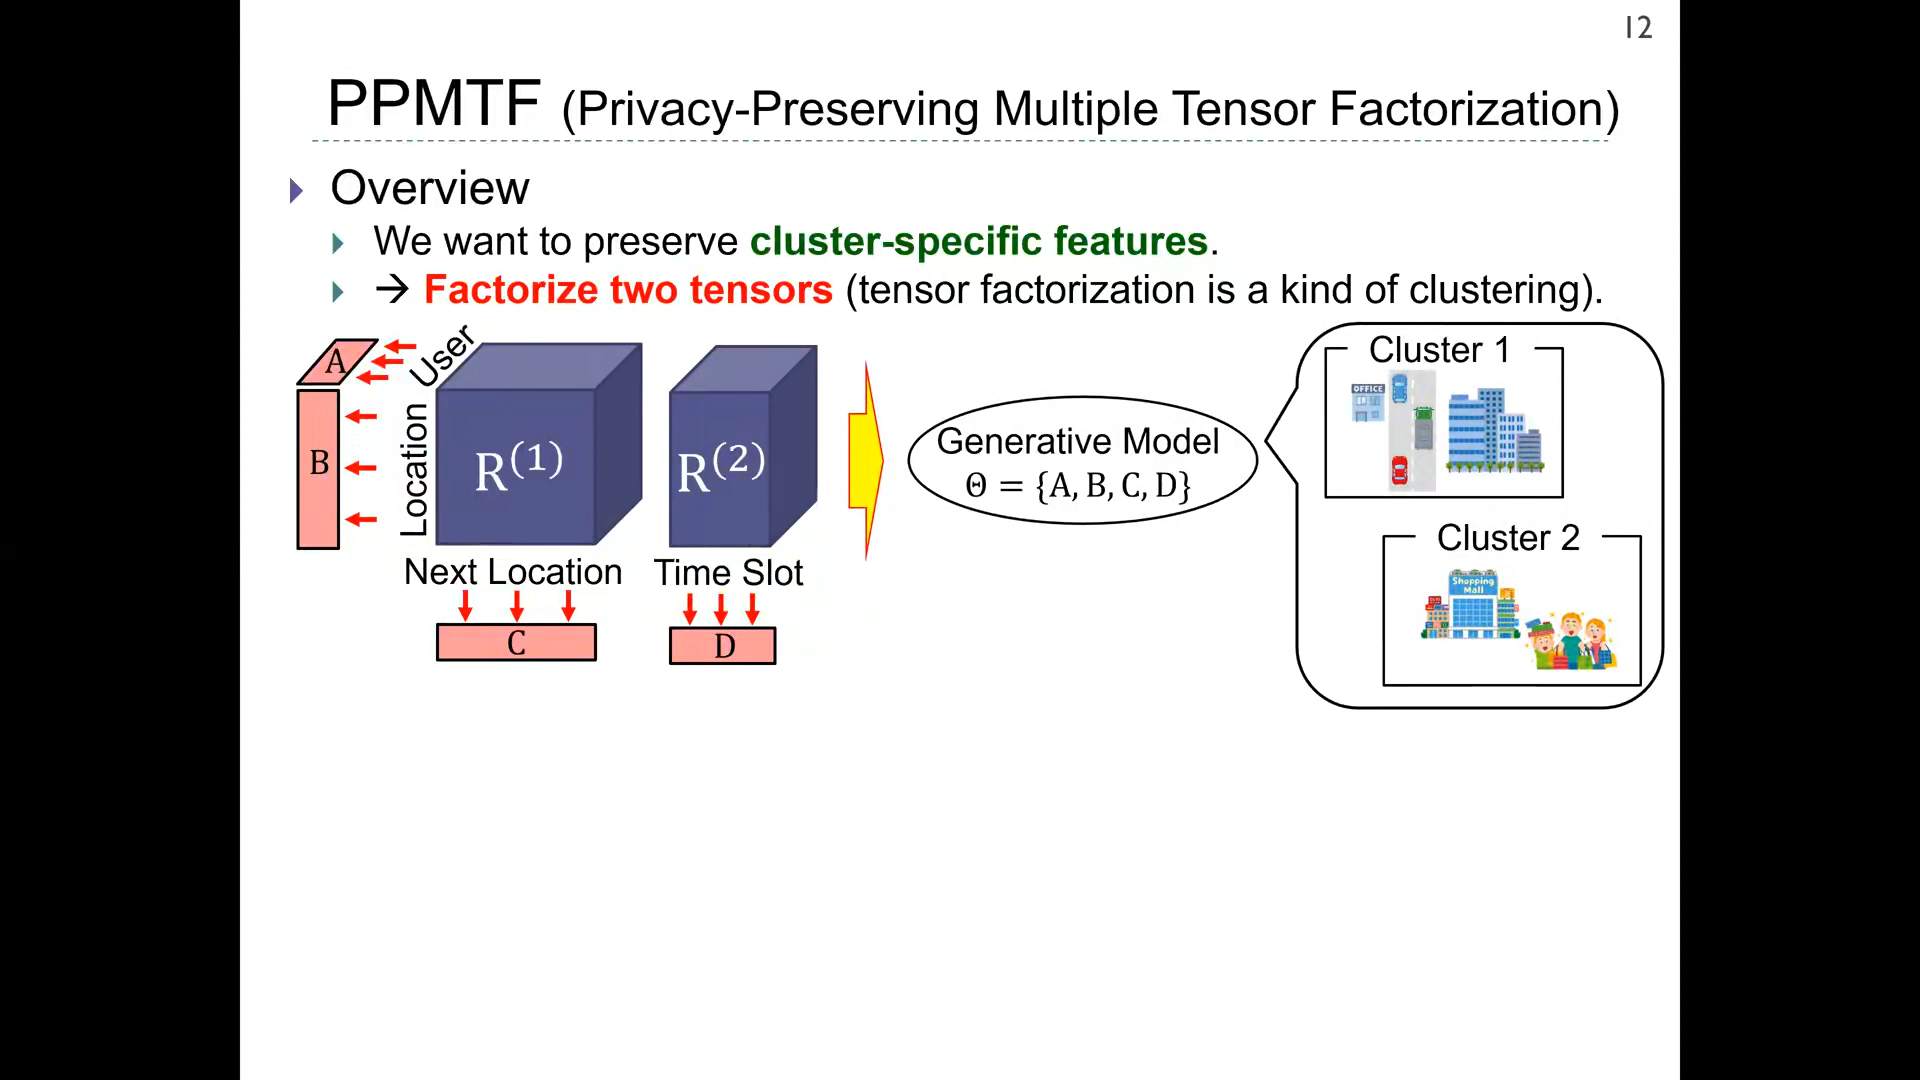 12
PPMTF (Privacy-Preserving Multiple Tensor Factorization)
Overview
We want to preserve cluster-specific features.
→ Factorize two tensors (tensor factorization is a kind of clustering).
A
User
B
Location
R⁽¹⁾
R⁽²⁾
Next Location
Time Slot
C
D
Generative Model
Θ = {A, B, C, D}
Cluster 1
OFFICE
Cluster 2
Shopping
Mall